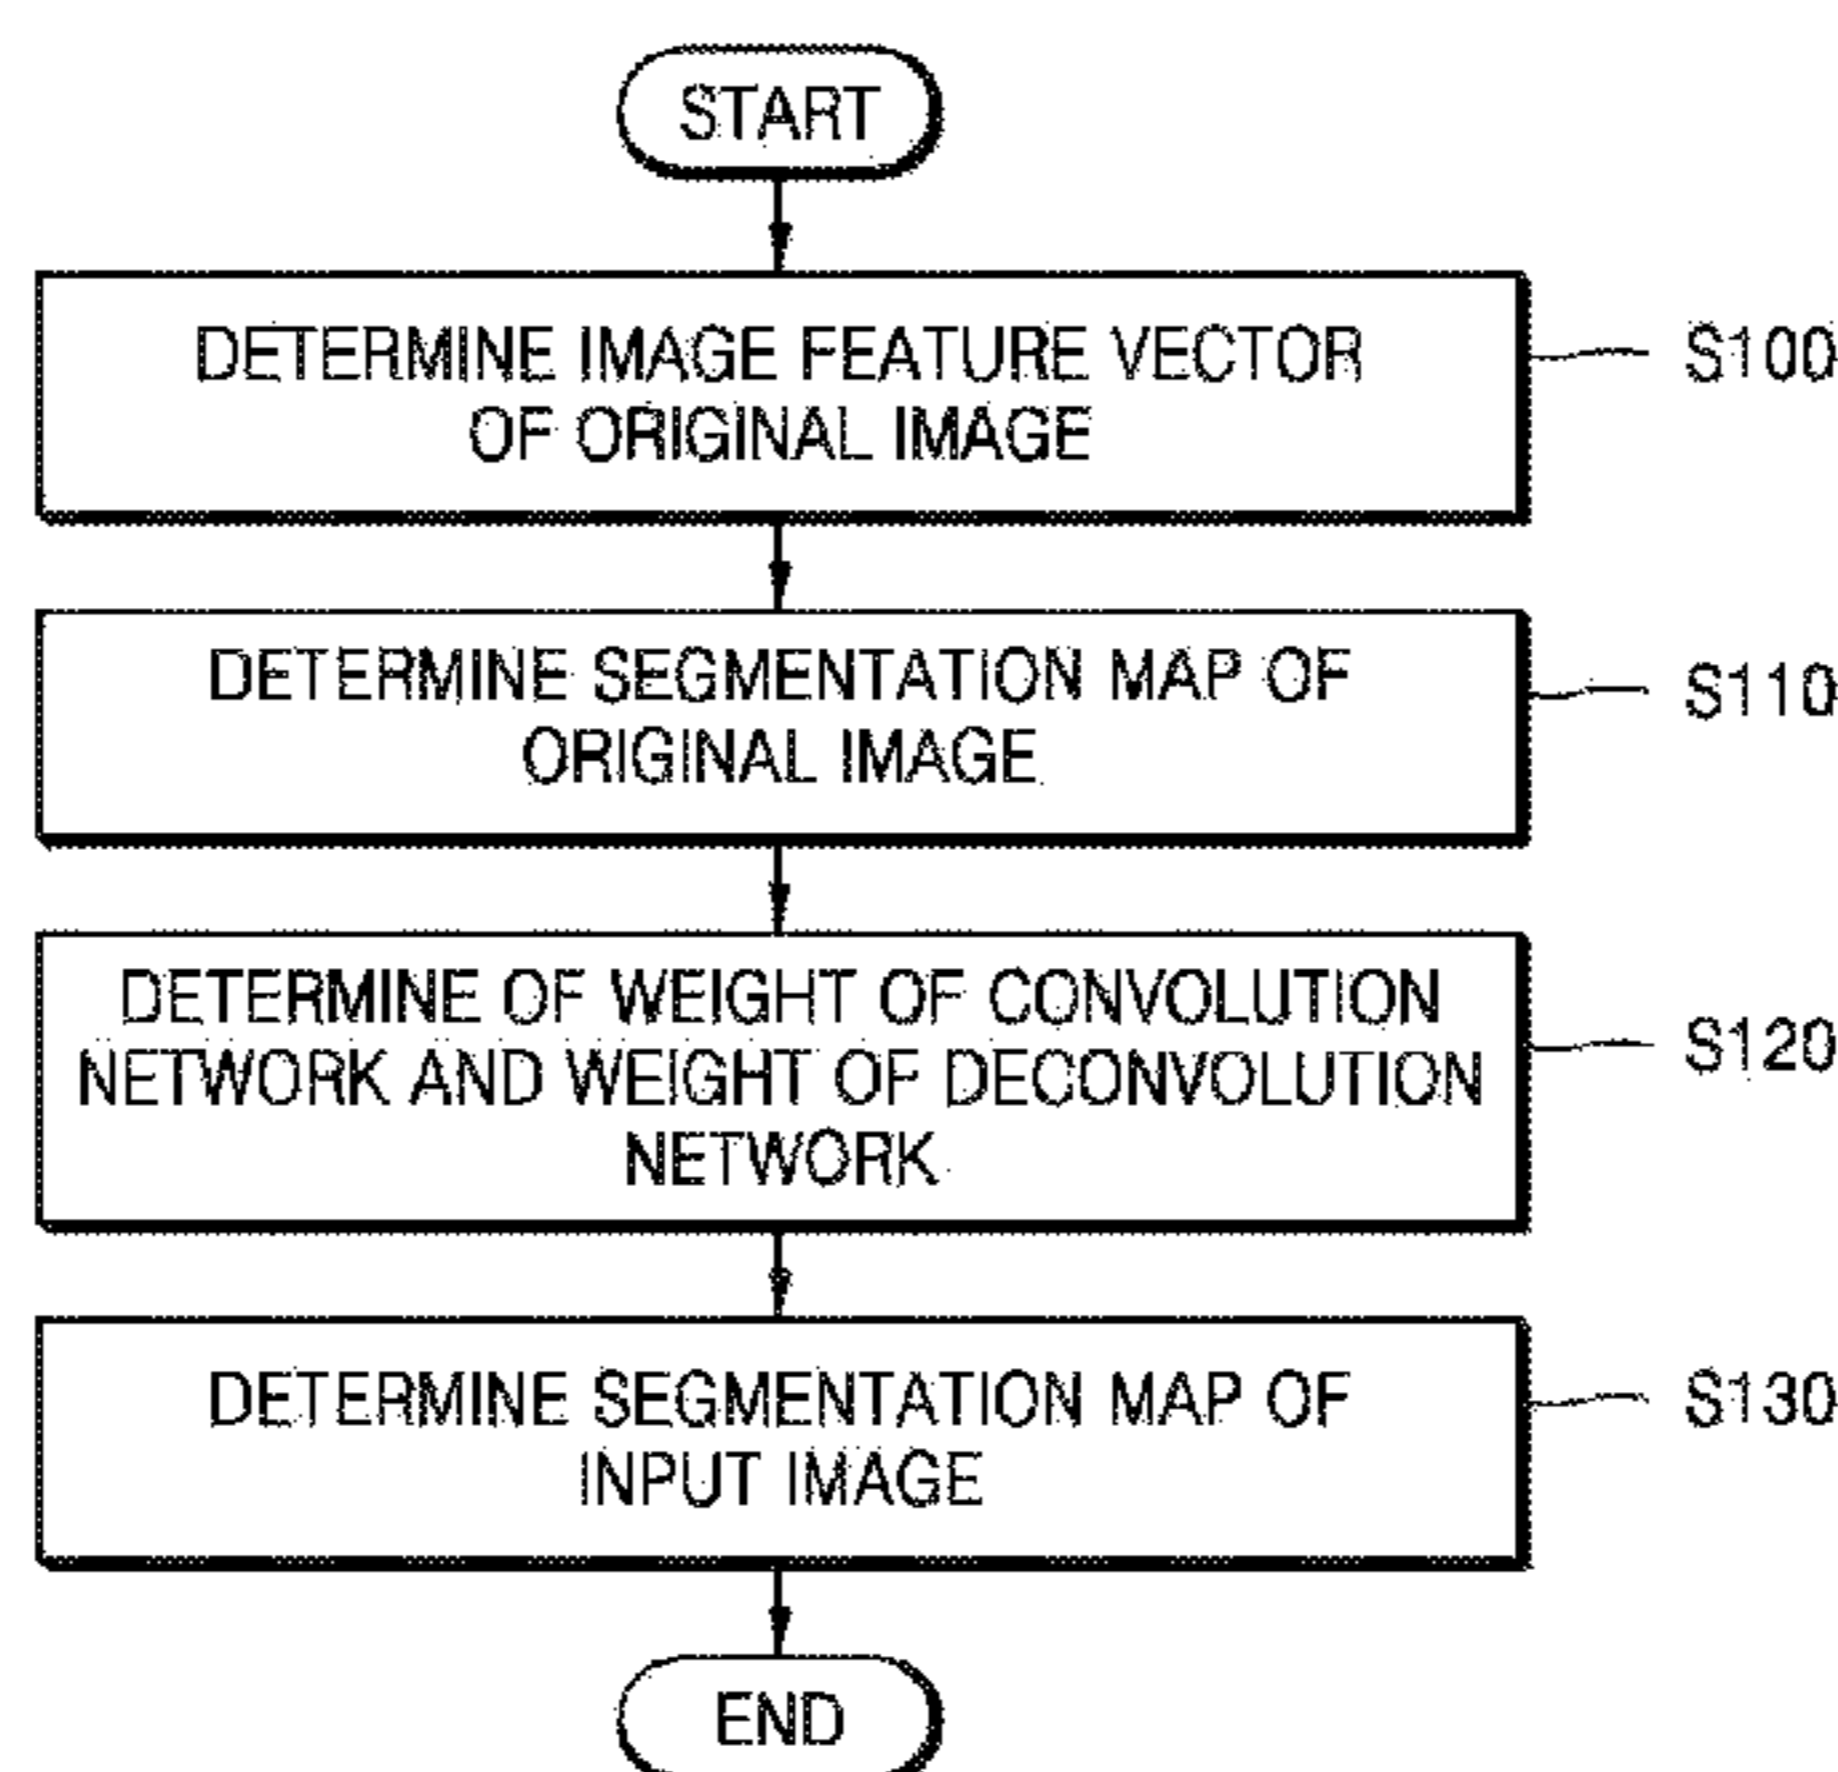 START
DETERMINE IMAGE FEATURE VECTOR
OF ORIGINAL IMAGE
S100
DETERMINE SEGMENTATION MAP OF
ORIGINAL IMAGE
S110
DETERMINE OF WEIGHT OF CONVOLUTION
NETWORK AND WEIGHT OF DECONVOLUTION
NETWORK
S120
DETERMINE SEGMENTATION MAP OF
INPUT IMAGE
S130
END